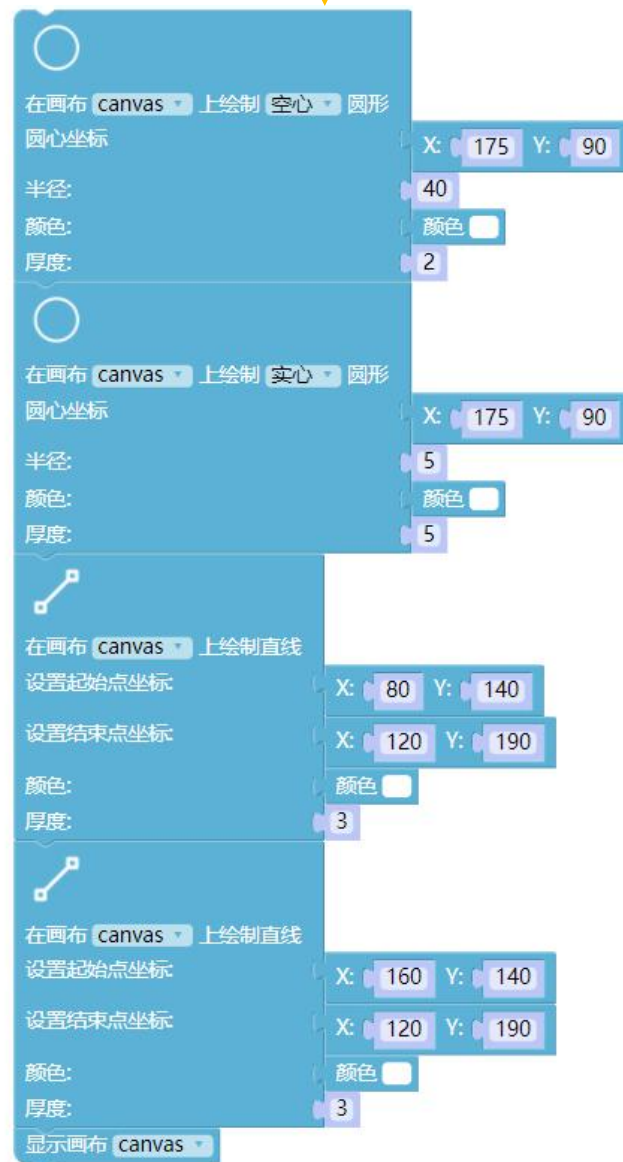 在画布 canvas 上绘制 空心 圆形
圆心坐标 X: 175 Y: 90
半径: 40
颜色: 颜色
厚度: 2
在画布 canvas 上绘制 实心 圆形
圆心坐标 X: 175 Y: 90
半径: 5
颜色: 颜色
厚度: 5
在画布 canvas 上绘制直线
设置起始点坐标: X: 80 Y: 140
设置结束点坐标: X: 120 Y: 190
颜色: 颜色
厚度: 3
在画布 canvas 上绘制直线
设置起始点坐标: X: 160 Y: 140
设置结束点坐标: X: 120 Y: 190
颜色: 颜色
厚度: 3
显示画布 canvas